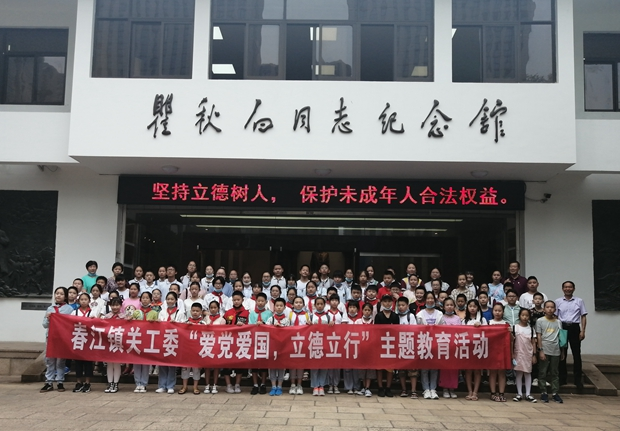 瞿秋白同志纪念馆
坚持立德树人， 保护未成年人合法权益。
春江镇关工委“爱党爱国，立德立行”主题教育活动